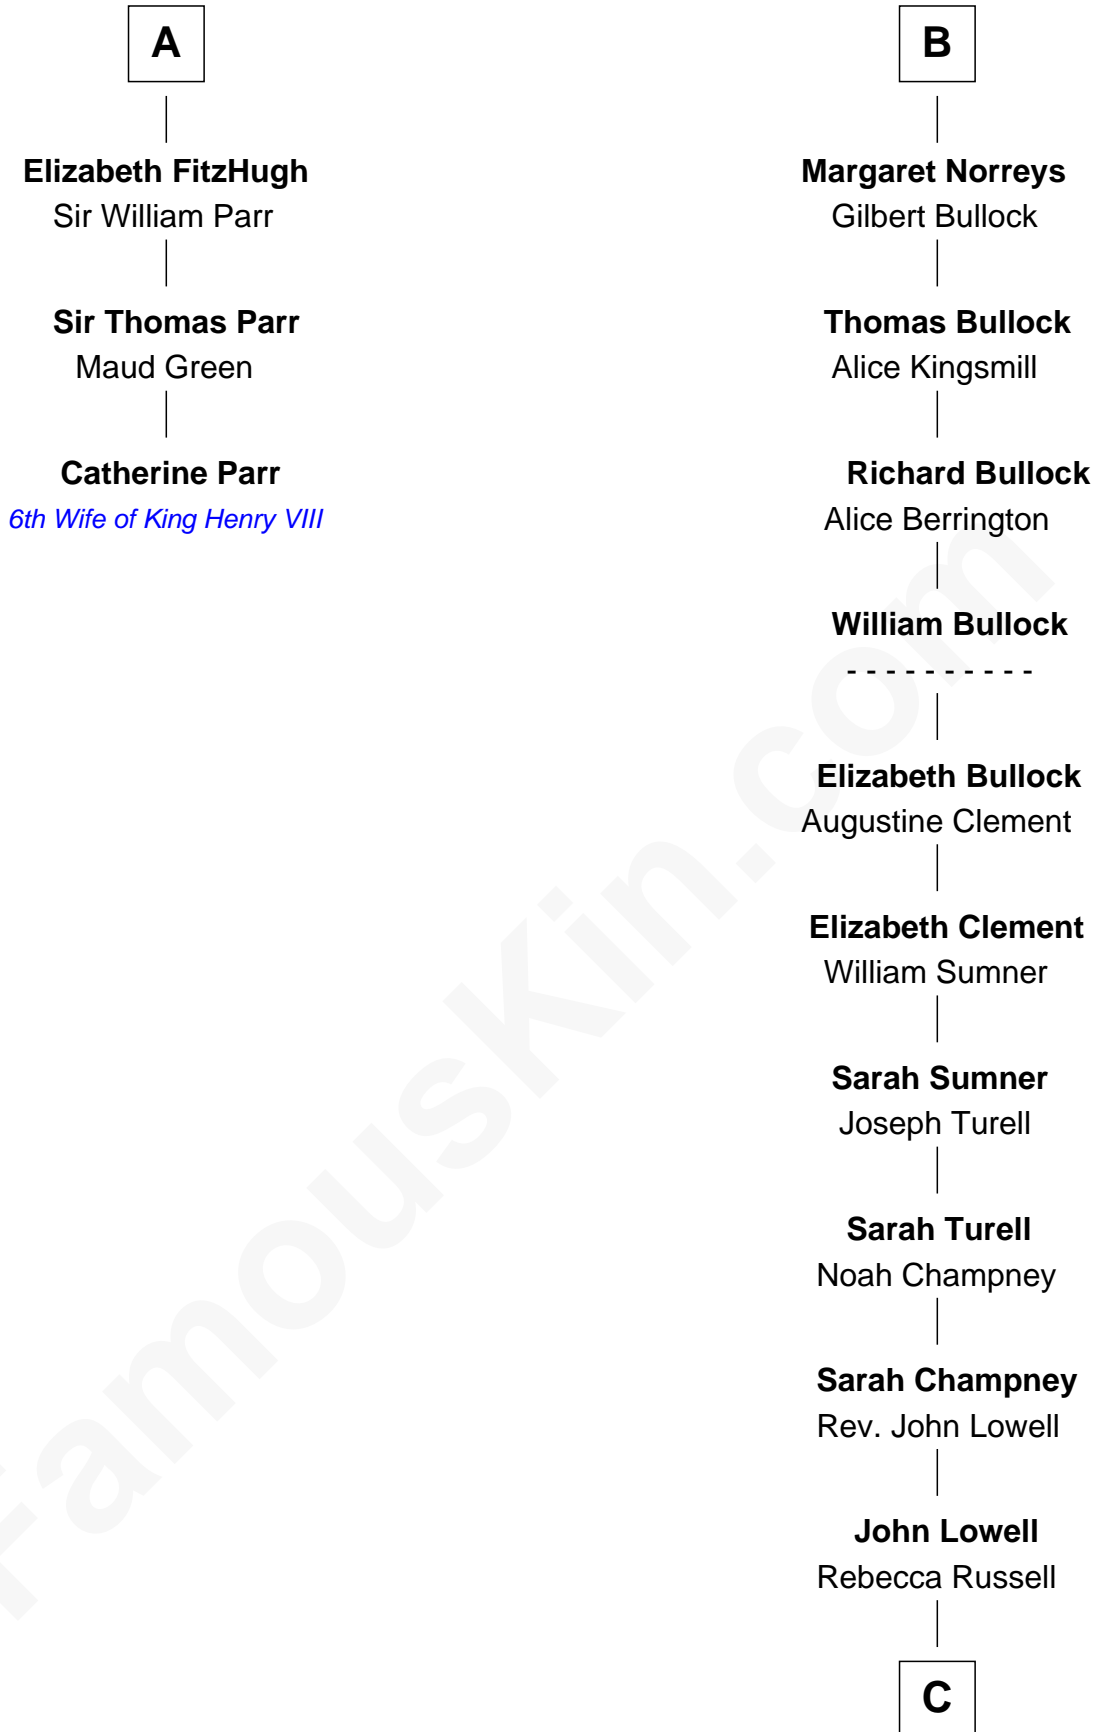 A
Elizabeth FitzHugh
Sir William Parr
Sir Thomas Parr
Maud Green
Catherine Parr
6th Wife of King Henry VIII
B
Margaret Norreys
Gilbert Bullock
Thomas Bullock
Alice Kingsmill
Richard Bullock
Alice Berrington
William Bullock
- - - - - - - - - -
Elizabeth Bullock
Augustine Clement
Elizabeth Clement
William Sumner
Sarah Sumner
Joseph Turell
Sarah Turell
Noah Champney
Sarah Champney
Rev. John Lowell
John Lowell
Rebecca Russell
C
FamousKin.com